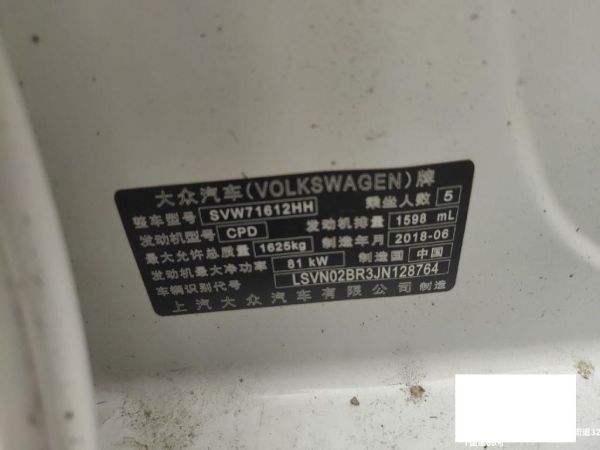 大众汽车(VOLKSWAGEN)牌
整车型号 SVW71612HH 乘坐人数 5
发动机型号 CPD 发动机排量 1598 mL
最大允许总质量 1625kg 制造年月 2018-06
发动机最大净功率 81 kW 制造国 中国
车辆识别代号 LSVN02BR3JN128764
上汽大众汽车有限公司 制造